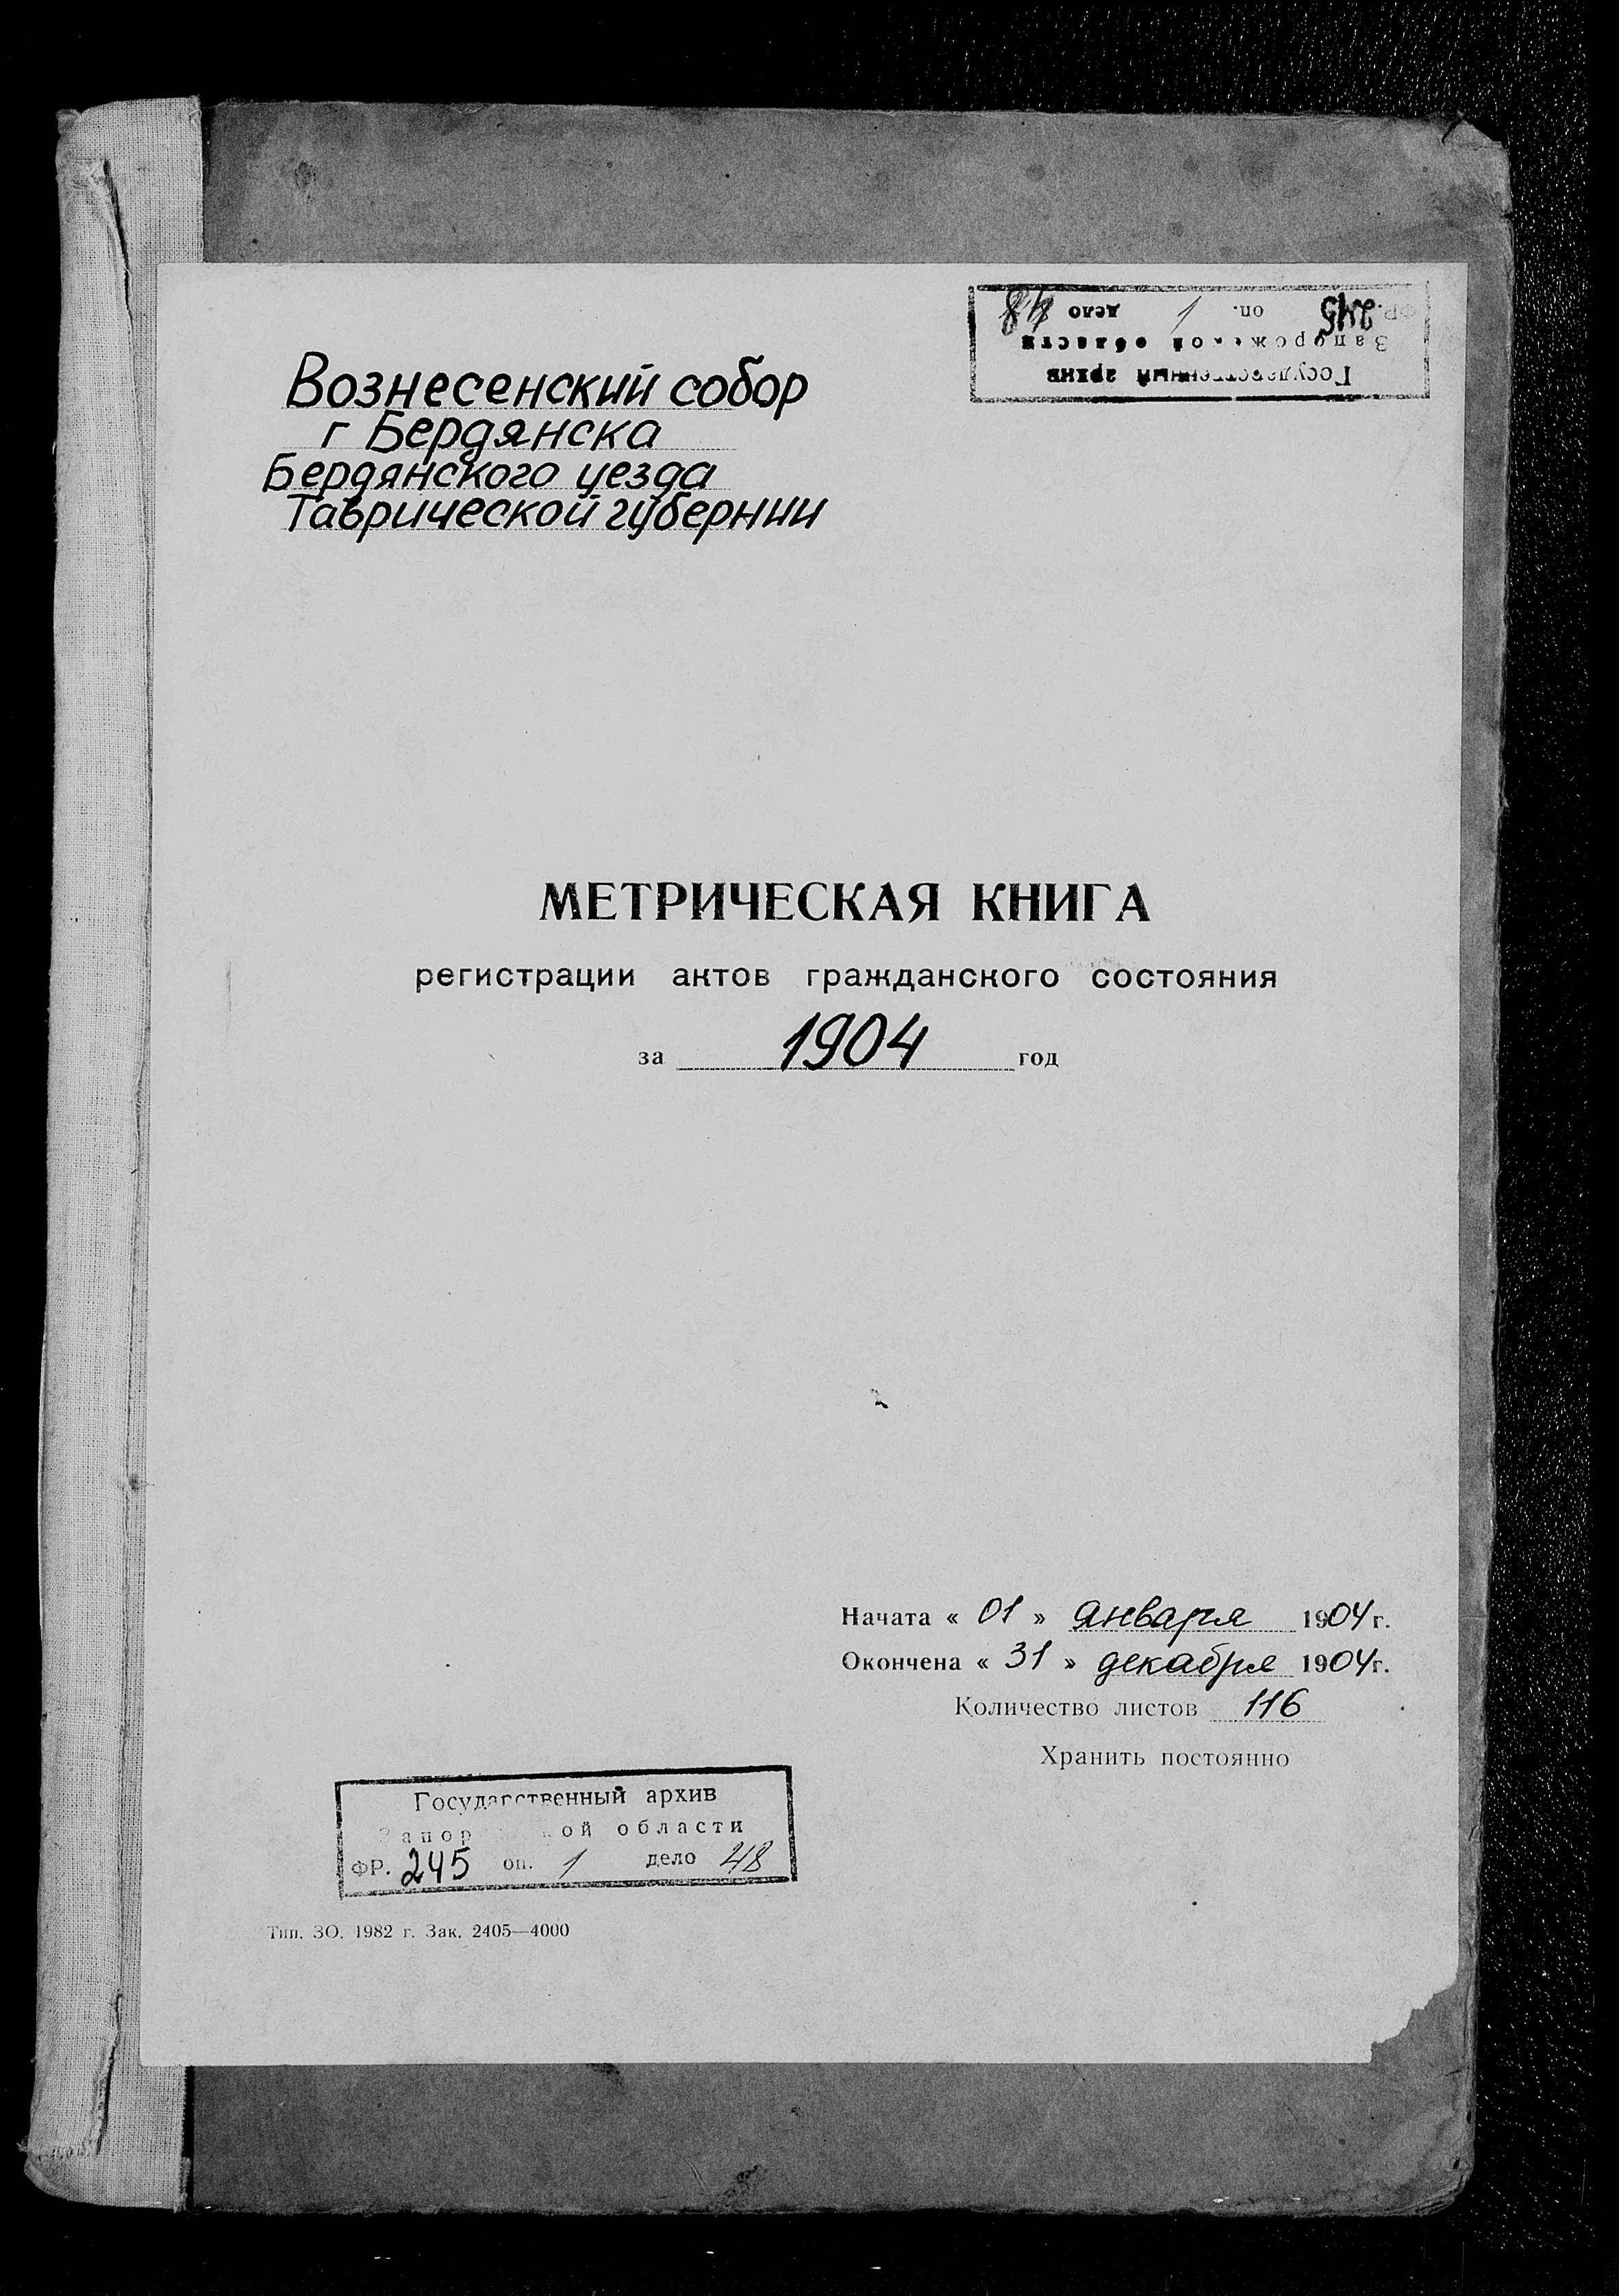 Вознесенский собор
г Бердянска
Бердянского уезда
Таврической губернии
Государственный архив
Запорожской области
ФР. 245 оп. 1 дело 48
МЕТРИЧЕСКАЯ КНИГА
регистрации актов гражданского состояния
за 1904 год
Начата « 01 » января 1904 г.
Окончена « 31 » декабря 1904 г.
Количество листов 116
Хранить постоянно
Государственный архив
Запорожской области
ФР. 245 оп. 1 дело 48
Тип. ЗО. 1982 г. Зак. 2405—4000